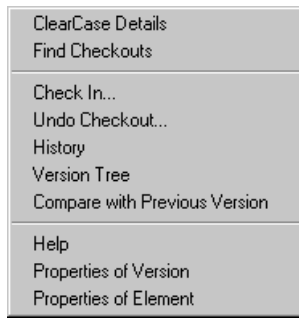 ClearCase Details
Find Checkouts
Check In...
Undo Checkout...
History
Version Tree
Compare with Previous Version
Help
Properties of Version
Properties of Element